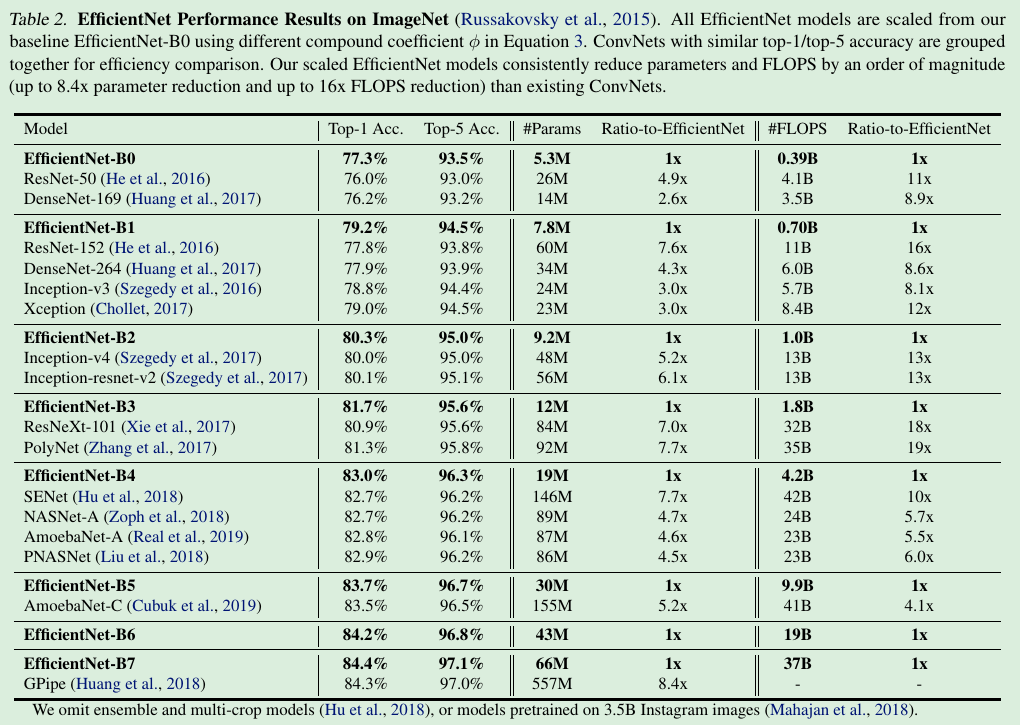 Table 2. EfficientNet Performance Results on ImageNet (Russakovsky et al., 2015). All EfficientNet models are scaled from our
baseline EfficientNet-B0 using different compound coefficient ϕ in Equation 3. ConvNets with similar top-1/top-5 accuracy are grouped
together for efficiency comparison. Our scaled EfficientNet models consistently reduce parameters and FLOPS by an order of magnitude
(up to 8.4x parameter reduction and up to 16x FLOPS reduction) than existing ConvNets.
Model Top-1 Acc. Top-5 Acc. #Params Ratio-to-EfficientNet #FLOPS Ratio-to-EfficientNet
EfficientNet-B0 77.3% 93.5% 5.3M 1x 0.39B 1x
ResNet-50 (He et al., 2016) 76.0% 93.0% 26M 4.9x 4.1B 11x
DenseNet-169 (Huang et al., 2017) 76.2% 93.2% 14M 2.6x 3.5B 8.9x
EfficientNet-B1 79.2% 94.5% 7.8M 1x 0.70B 1x
ResNet-152 (He et al., 2016) 77.8% 93.8% 60M 7.6x 11B 16x
DenseNet-264 (Huang et al., 2017) 77.9% 93.9% 34M 4.3x 6.0B 8.6x
Inception-v3 (Szegedy et al., 2016) 78.8% 94.4% 24M 3.0x 5.7B 8.1x
Xception (Chollet, 2017) 79.0% 94.5% 23M 3.0x 8.4B 12x
EfficientNet-B2 80.3% 95.0% 9.2M 1x 1.0B 1x
Inception-v4 (Szegedy et al., 2017) 80.0% 95.0% 48M 5.2x 13B 13x
Inception-resnet-v2 (Szegedy et al., 2017) 80.1% 95.1% 56M 6.1x 13B 13x
EfficientNet-B3 81.7% 95.6% 12M 1x 1.8B 1x
ResNeXt-101 (Xie et al., 2017) 80.9% 95.6% 84M 7.0x 32B 18x
PolyNet (Zhang et al., 2017) 81.3% 95.8% 92M 7.7x 35B 19x
EfficientNet-B4 83.0% 96.3% 19M 1x 4.2B 1x
SENet (Hu et al., 2018) 82.7% 96.2% 146M 7.7x 42B 10x
NASNet-A (Zoph et al., 2018) 82.7% 96.2% 89M 4.7x 24B 5.7x
AmoebaNet-A (Real et al., 2019) 82.8% 96.1% 87M 4.6x 23B 5.5x
PNASNet (Liu et al., 2018) 82.9% 96.2% 86M 4.5x 23B 6.0x
EfficientNet-B5 83.7% 96.7% 30M 1x 9.9B 1x
AmoebaNet-C (Cubuk et al., 2019) 83.5% 96.5% 155M 5.2x 41B 4.1x
EfficientNet-B6 84.2% 96.8% 43M 1x 19B 1x
EfficientNet-B7 84.4% 97.1% 66M 1x 37B 1x
GPipe (Huang et al., 2018) 84.3% 97.0% 557M 8.4x - -
We omit ensemble and multi-crop models (Hu et al., 2018), or models pretrained on 3.5B Instagram images (Mahajan et al., 2018).